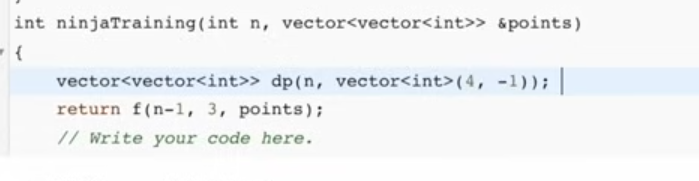 int ninjaTraining(int n, vector<vector<int>> &points)
{
    vector<vector<int>> dp(n, vector<int>(4, -1));
    return f(n-1, 3, points);
    // Write your code here.